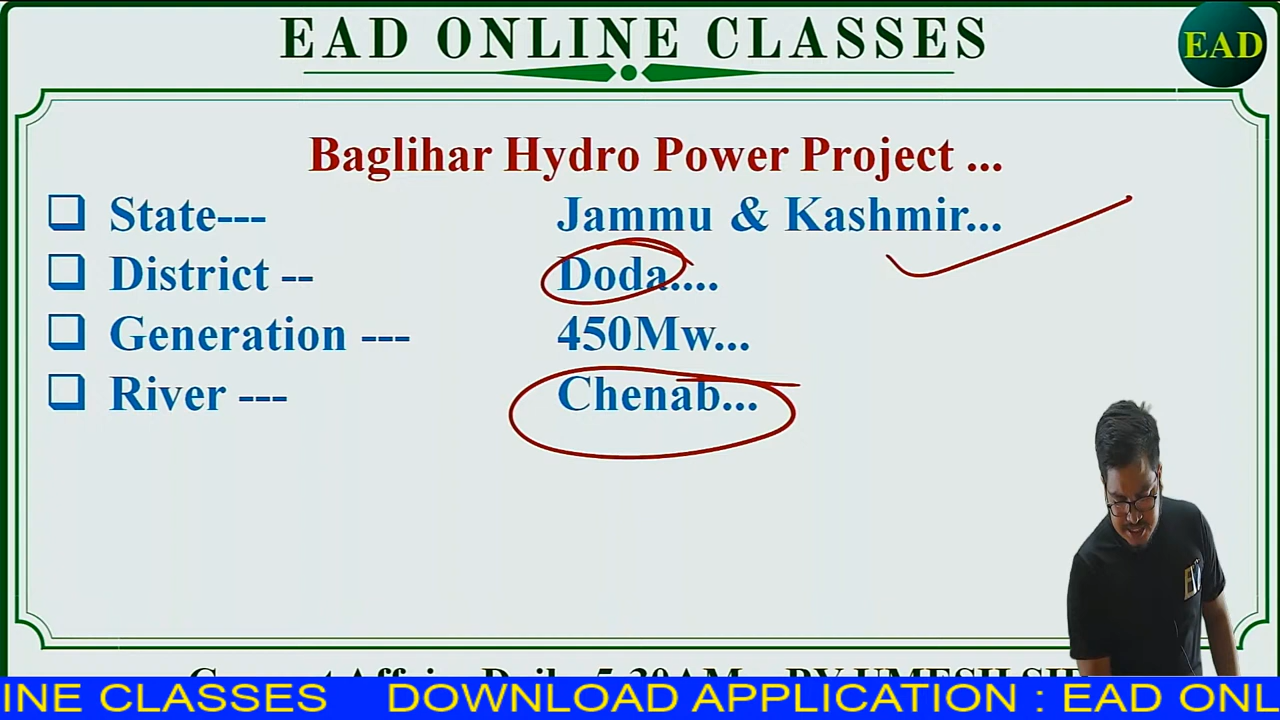 EAD ONLINE CLASSES
EAD
Baglihar Hydro Power Project ...
❑ State--- Jammu & Kashmir...
❑ District -- Doda....
❑ Generation --- 450Mw...
❑ River --- Chenab...
INE CLASSES DOWNLOAD APPLICATION : EAD ONL